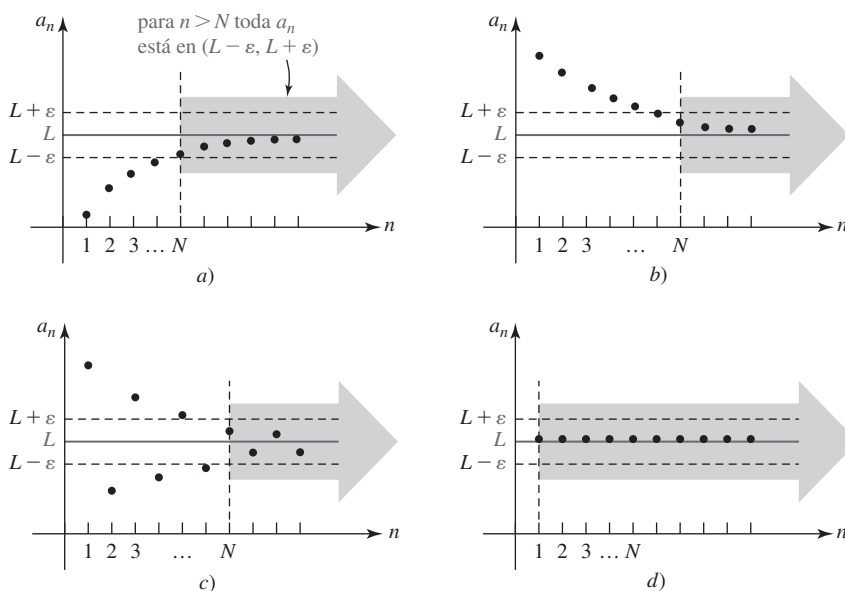 a_n
para n > N toda a_n
está en (L – ε, L + ε)
L + ε
L
L – ε
n
1 2 3 ... N
a)
a_n
L + ε
L
L – ε
n
1 2 3 ... N
b)
a_n
L + ε
L
L – ε
n
1 2 3 ... N
c)
a_n
L + ε
L
L – ε
n
1 2 3 ... N
d)